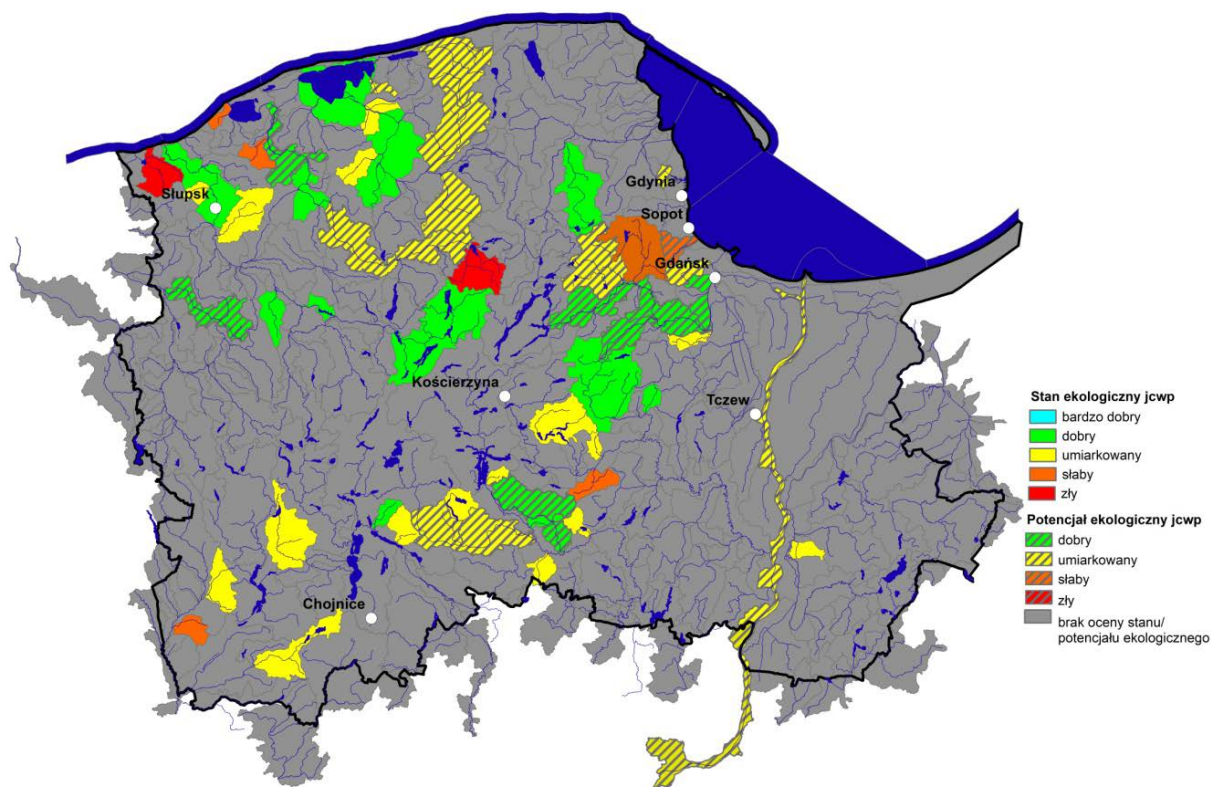 Gdynia
Słupsk
Sopot
Gdańsk
Kościerzyna
Tczew
Chojnice
Stan ekologiczny jcwp
bardzo dobry
dobry
umiarkowany
słaby
zły
Potencjał ekologiczny jcwp
dobry
umiarkowany
słaby
zły
brak oceny stanu/
potencjału ekologicznego